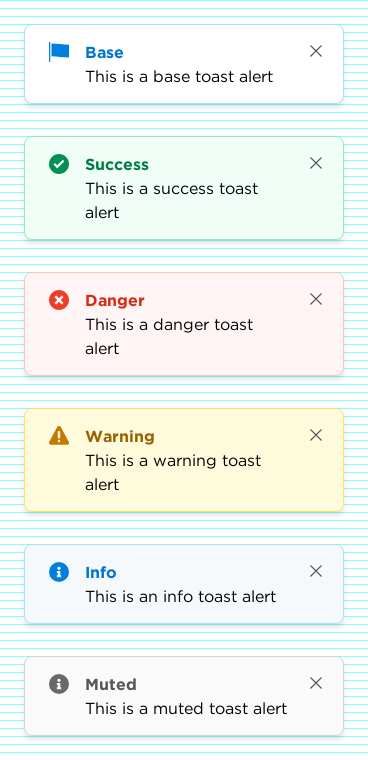 Base
This is a base toast alert
Success
This is a success toast
alert
Danger
This is a danger toast
alert
Warning
This is a warning toast
alert
Info
This is an info toast alert
Muted
This is a muted toast alert